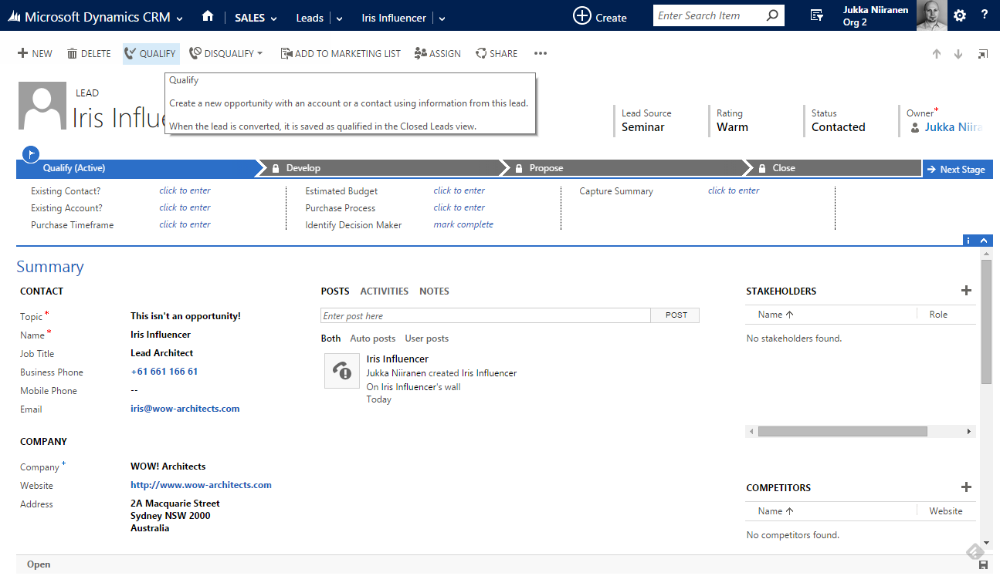 Microsoft Dynamics CRM SALES Leads Iris Influencer Create Enter Search Item Jukka Niiranen ?
Org 2
NEW DELETE QUALIFY DISQUALIFY ADD TO MARKETING LIST ASSIGN SHARE •••
Qualify
Create a new opportunity with an account or a contact using information from this lead.
When the lead is converted, it is saved as qualified in the Closed Leads view.
LEAD
Iris Influe
Lead Source Rating Status Owner*
Seminar Warm Contacted Jukka Niira
Qualify (Active) Develop Propose Close Next Stage
Existing Contact? click to enter Estimated Budget click to enter Capture Summary click to enter
Existing Account? click to enter Purchase Process click to enter
Purchase Timeframe click to enter Identify Decision Maker mark complete
i
Summary
CONTACT
Topic* This isn't an opportunity!
Name* Iris Influencer
Job Title Lead Architect
Business Phone +61 661 166 61
Mobile Phone --
Email iris@wow-architects.com
COMPANY
Company+ WOW! Architects
Website http://www.wow-architects.com
Address 2A Macquarie Street
Sydney NSW 2000
Australia
POSTS ACTIVITIES NOTES
Enter post here POST
Both Auto posts User posts
Iris Influencer
Jukka Niiranen created Iris Influencer
On Iris Influencer's wall
Today
STAKEHOLDERS
Name ↑ Role
No stakeholders found.
COMPETITORS
Name ↑ Website
No competitors found.
Open